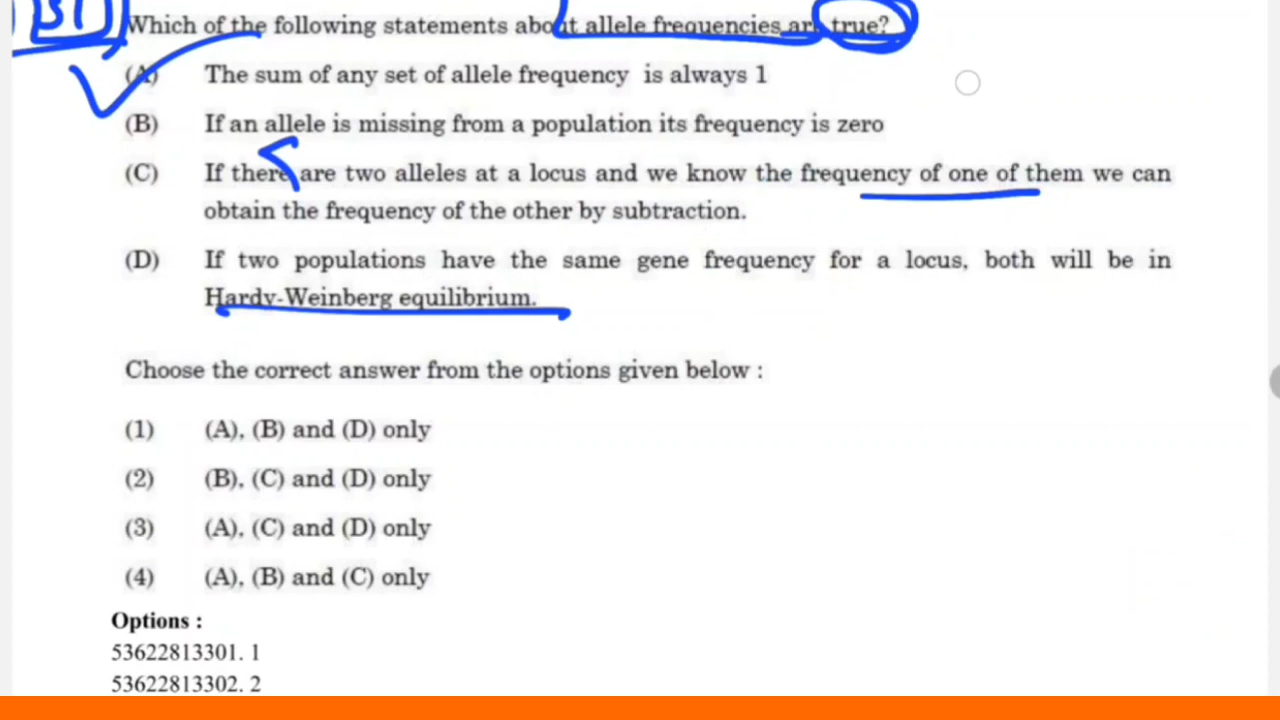 51
Which of the following statements about allele frequencies are true?
(A) The sum of any set of allele frequency is always 1
(B) If an allele is missing from a population its frequency is zero
(C) If there are two alleles at a locus and we know the frequency of one of them we can
obtain the frequency of the other by subtraction.
(D) If two populations have the same gene frequency for a locus, both will be in
Hardy-Weinberg equilibrium.
Choose the correct answer from the options given below :
(1) (A), (B) and (D) only
(2) (B), (C) and (D) only
(3) (A), (C) and (D) only
(4) (A), (B) and (C) only
Options :
53622813301. 1
53622813302. 2